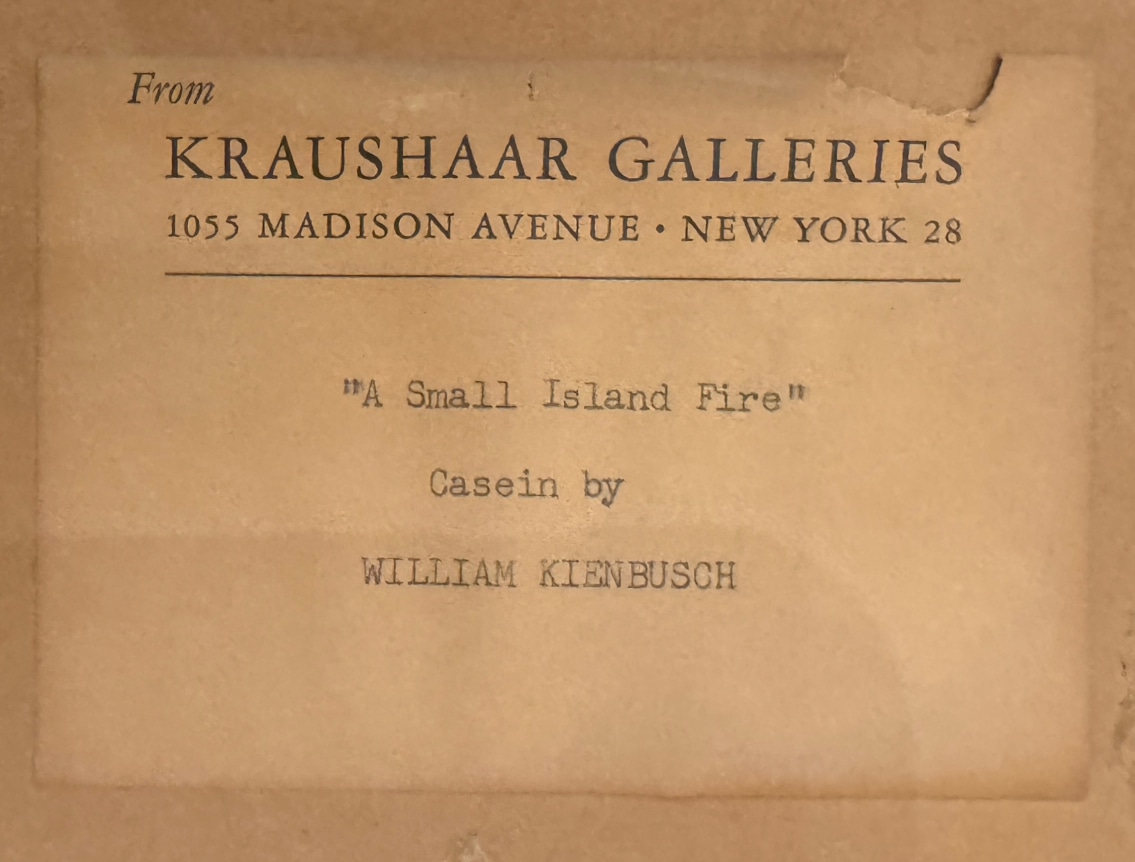 From
KRAUSHAAR GALLERIES
1055 MADISON AVENUE • NEW YORK 28
"A Small Island Fire"
Casein by
WILLIAM KIENBUSCH